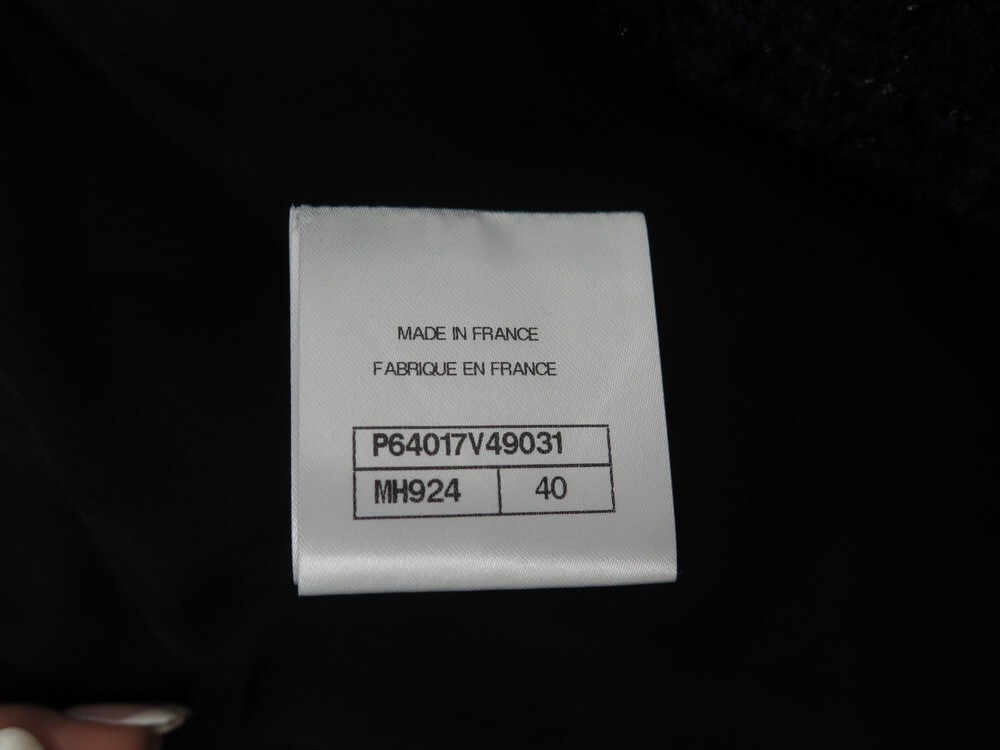 MADE IN FRANCE
FABRIQUE EN FRANCE
P64017V49031
MH924 40